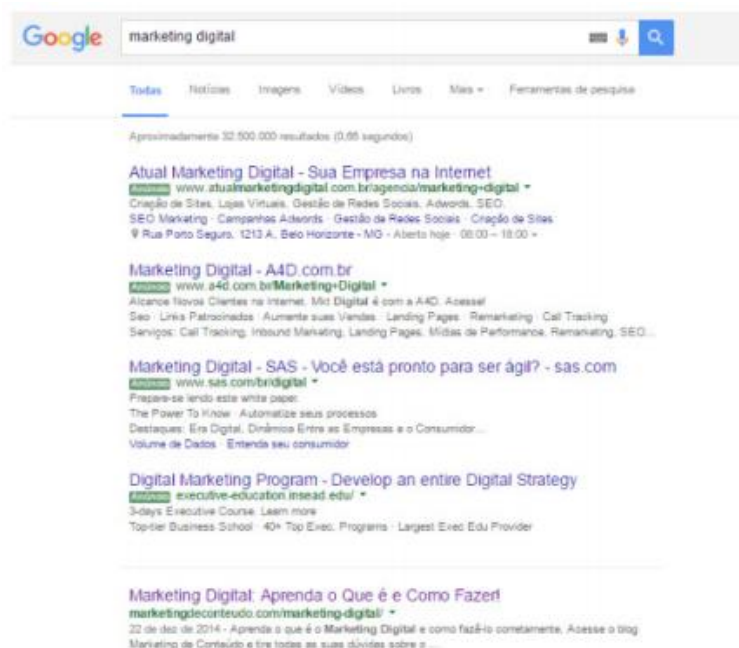 Google
marketing digital
Todas Notícias Imagens Vídeos Livros Mais Ferramentas de pesquisa
Aproximadamente 32.500.000 resultados (0,65 segundos)
Atual Marketing Digital - Sua Empresa na Internet
Anúncio www.atualmarketingdigital.com.br/agencia/marketing+digital
Criação de Sites, Lojas Virtuais, Gestão de Redes Sociais, Adwords, SEO.
SEO Marketing · Campanhas Adwords · Gestão de Redes Sociais · Criação de Sites
Rua Porto Seguro, 1213 A, Belo Horizonte - MG - Aberto hoje · 08:00 – 18:00
Marketing Digital - A4D.com.br
Anúncio www.a4d.com.br/Marketing+Digital
Alcance Novos Clientes na Internet. Mkt Digital é com a A4D. Acesse!
Seo · Links Patrocinados · Aumente suas Vendas · Landing Pages · Remarketing · Call Tracking
Serviços: Call Tracking, Inbound Marketing, Landing Pages, Mídias de Performance, Remarketing, SEO...
Marketing Digital - SAS - Você está pronto para ser ágil? - sas.com
Anúncio www.sas.com/br/digital
Prepare-se lendo este white paper.
The Power To Know · Automatize seus processos
Destaques: Era Digital, Dinâmica Entre as Empresas e o Consumidor...
Volume de Dados · Entenda seu consumidor
Digital Marketing Program - Develop an entire Digital Strategy
Anúncio executive-education.insead.edu/
3-days Executive Course. Learn more
Top-tier Business School · 40+ Top Exec. Programs · Largest Exec Edu Provider
Marketing Digital: Aprenda o Que é e Como Fazer!
marketingdeconteudo.com/marketing-digital/
22 de dez de 2014 - Aprenda o que é o Marketing Digital e como fazê-lo corretamente, Acesse o blog
Marketing de Conteúdo e tire todas as suas dúvidas sobre o ...